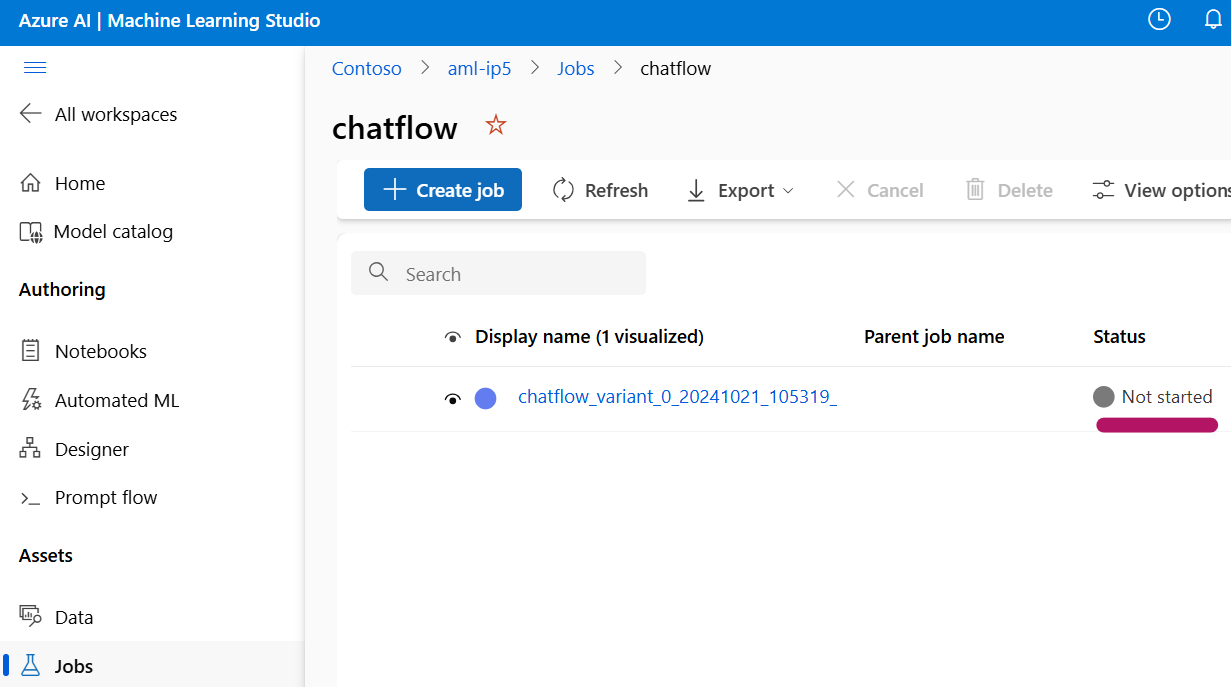 Azure AI | Machine Learning Studio
All workspaces
Home
Model catalog
Authoring
Notebooks
Automated ML
Designer
Prompt flow
Assets
Data
Jobs
Contoso > aml-ip5 > Jobs > chatflow
chatflow
Create job Refresh Export Cancel Delete View options
Search
Display name (1 visualized) Parent job name Status
chatflow_variant_0_20241021_105319_ Not started